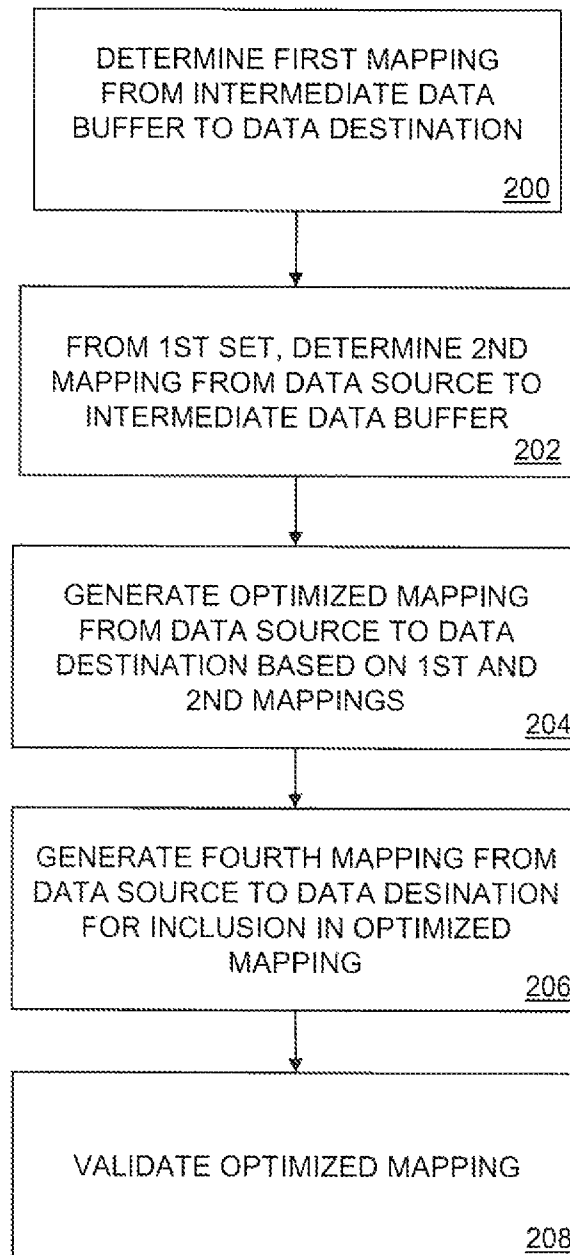 DETERMINE FIRST MAPPING
FROM INTERMEDIATE DATA
BUFFER TO DATA DESTINATION
200
FROM 1ST SET, DETERMINE 2ND
MAPPING FROM DATA SOURCE TO
INTERMEDIATE DATA BUFFER
202
GENERATE OPTIMIZED MAPPING
FROM DATA SOURCE TO DATA
DESTINATION BASED ON 1ST AND
2ND MAPPINGS
204
GENERATE FOURTH MAPPING FROM
DATA SOURCE TO DATA DESINATION
FOR INCLUSION IN OPTIMIZED
MAPPING
206
VALIDATE OPTIMIZED MAPPING
208